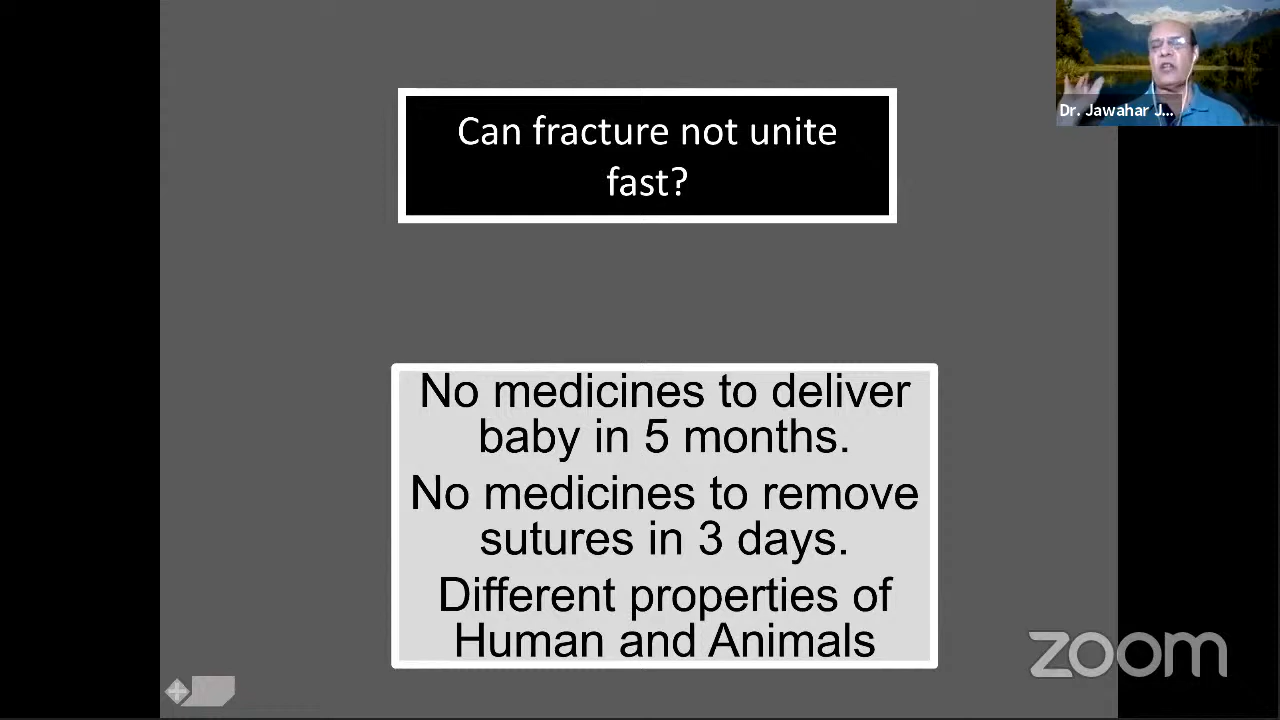 Dr. Jawahar J...
Can fracture not unite
fast?
No medicines to deliver
baby in 5 months.
No medicines to remove
sutures in 3 days.
Different properties of
Human and Animals
zoom